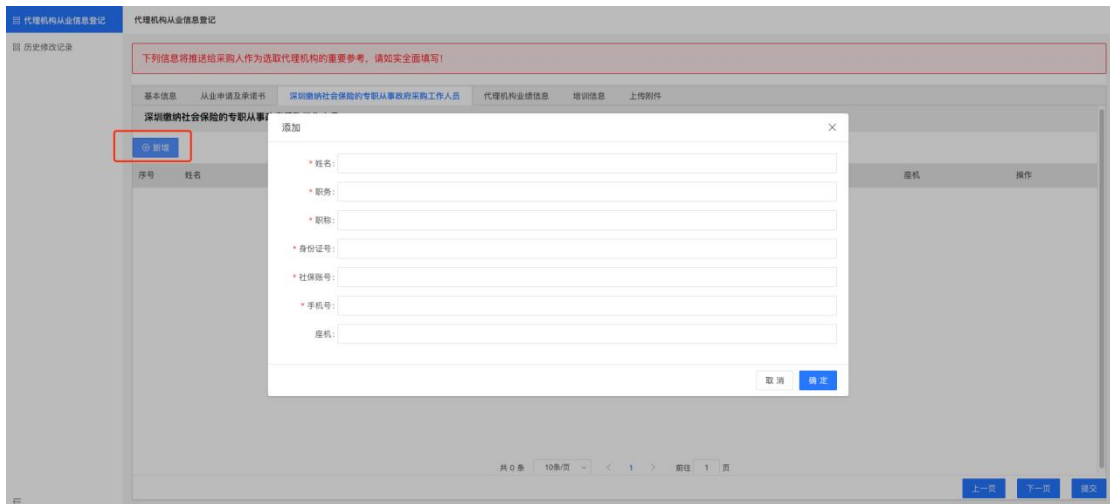 代理机构从业信息登记
代理机构从业信息登记
历史修改记录
下列信息将推送给采购人作为选取代理机构的重要参考，请如实全面填写！
基本信息 从业申请及承诺书 深圳缴纳社会保险的专职从事政府采购工作人员 代理机构业绩信息 培训信息 上传附件
深圳缴纳社会保险的专职从事
添加
新增
序号 姓名 座机 操作
* 姓名:
* 职务:
* 职称:
* 身份证号:
* 社保账号:
* 手机号:
座机:
取消 确定
共 0 条 10条/页 < 1 > 前往 1 页
上一页 下一页 提交